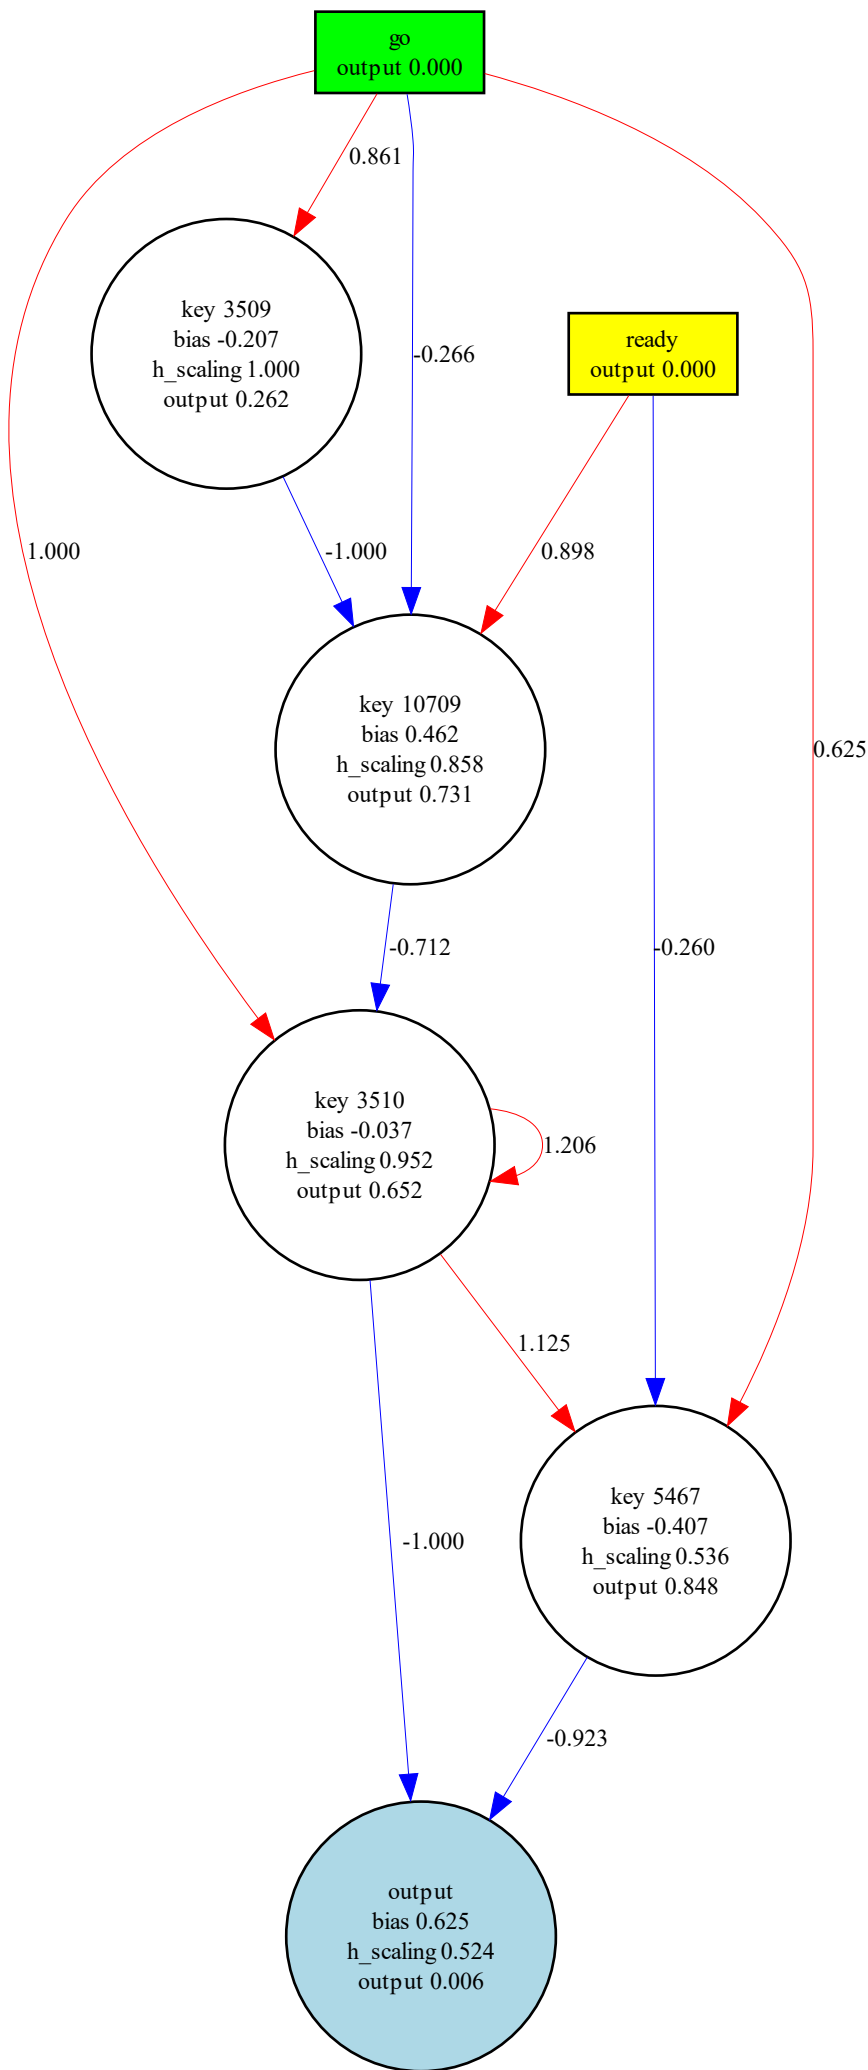 go
output 0.000
0.861
key 3509
bias -0.207
h_scaling 1.000
output 0.262
-0.266
ready
output 0.000
1.000
-1.000
0.898
key 10709
bias 0.462
h_scaling 0.858
output 0.731
0.625
-0.712
-0.260
key 3510
bias -0.037
h_scaling 0.952
output 0.652
1.206
1.125
key 5467
bias -0.407
h_scaling 0.536
output 0.848
-1.000
-0.923
output
bias 0.625
h_scaling 0.524
output 0.006